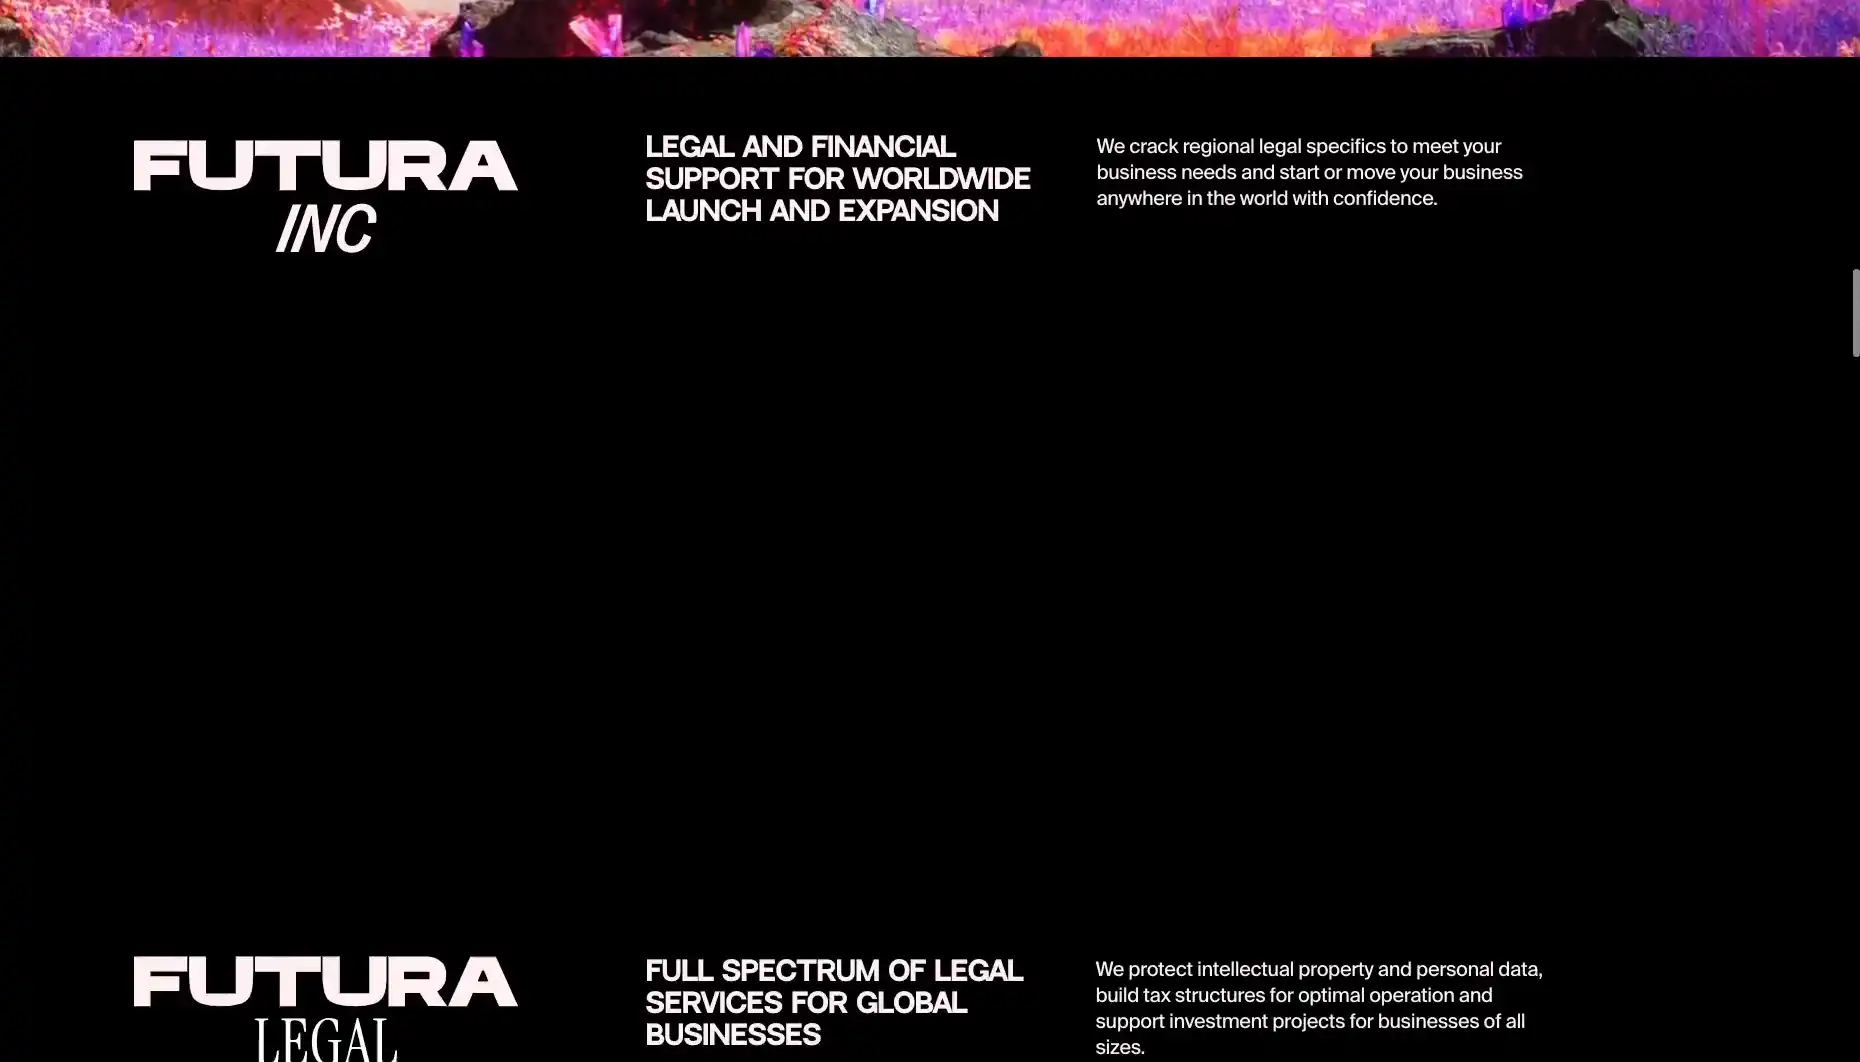 FUTURA
INC
LEGAL AND FINANCIAL
SUPPORT FOR WORLDWIDE
LAUNCH AND EXPANSION
We crack regional legal specifics to meet your
business needs and start or move your business
anywhere in the world with confidence.
FUTURA
LEGAL
FULL SPECTRUM OF LEGAL
SERVICES FOR GLOBAL
BUSINESSES
We protect intellectual property and personal data,
build tax structures for optimal operation and
support investment projects for businesses of all
sizes.